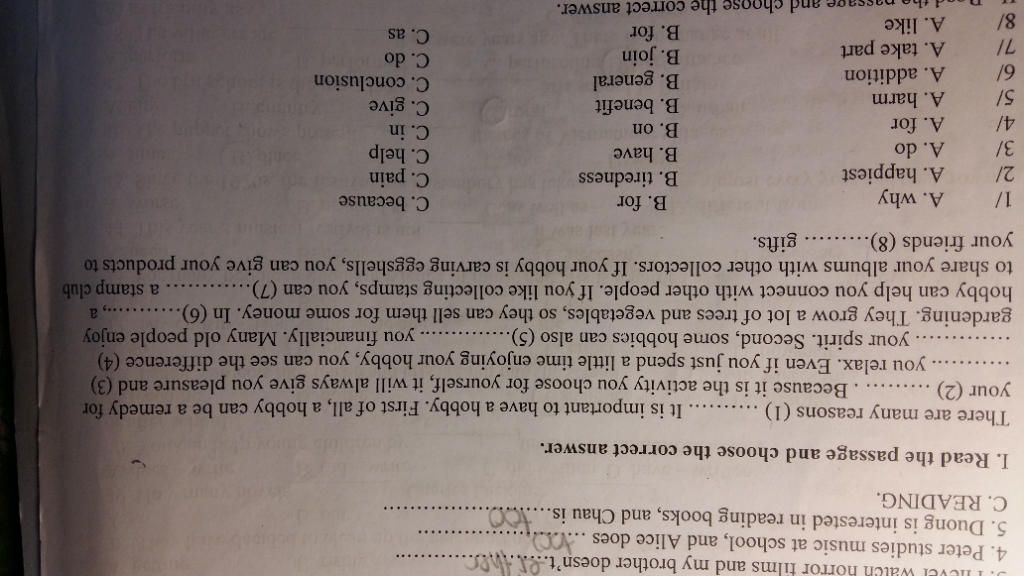 I never watch horror films and my brother doesn't. either
4. Peter studies music at school, and Alice does .......... too
5. Duong is interested in reading books, and Chau is.......... too
C. READING.
I. Read the passage and choose the correct answer.
There are many reasons (1) .......... It is important to have a hobby. First of all, a hobby can be a remedy for
your (2) .......... . Because it is the activity you choose for yourself, it will always give you pleasure and (3)
.......... you relax. Even if you just spend a little time enjoying your hobby, you can see the difference (4)
............ your spirit. Second, some hobbies can also (5)............ you financially. Many old people enjoy
gardening. They grow a lot of trees and vegetables, so they can sell them for some money. In (6)..........., a
hobby can help you connect with other people. If you like collecting stamps, you can (7)............ a stamp club
to share your albums with other collectors. If your hobby is carving eggshells, you can give your products to
your friends (8)......... gifts.
1/ A. why B. for C. because
2/ A. happiest B. tiredness C. pain
3/ A. do B. have C. help
4/ A. for B. on C. in
5/ A. harm B. benefit C. give
6/ A. addition B. general C. conclusion
7/ A. take part B. join C. do
8/ A. like B. for C. as
II. Read the passage and choose the correct answer.